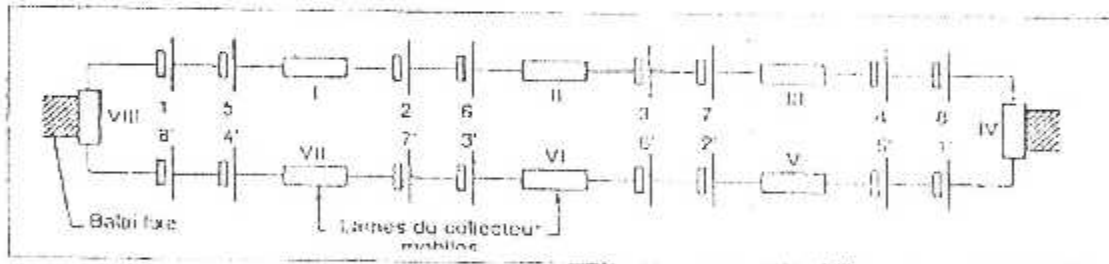 I II III
VIII 1 5 2 6 3 7 4 8 IV
8' 4' VII 7' 3' VI 6' 2' V 5' 1'
Balai fixe
Lames du collecteur
mobiles